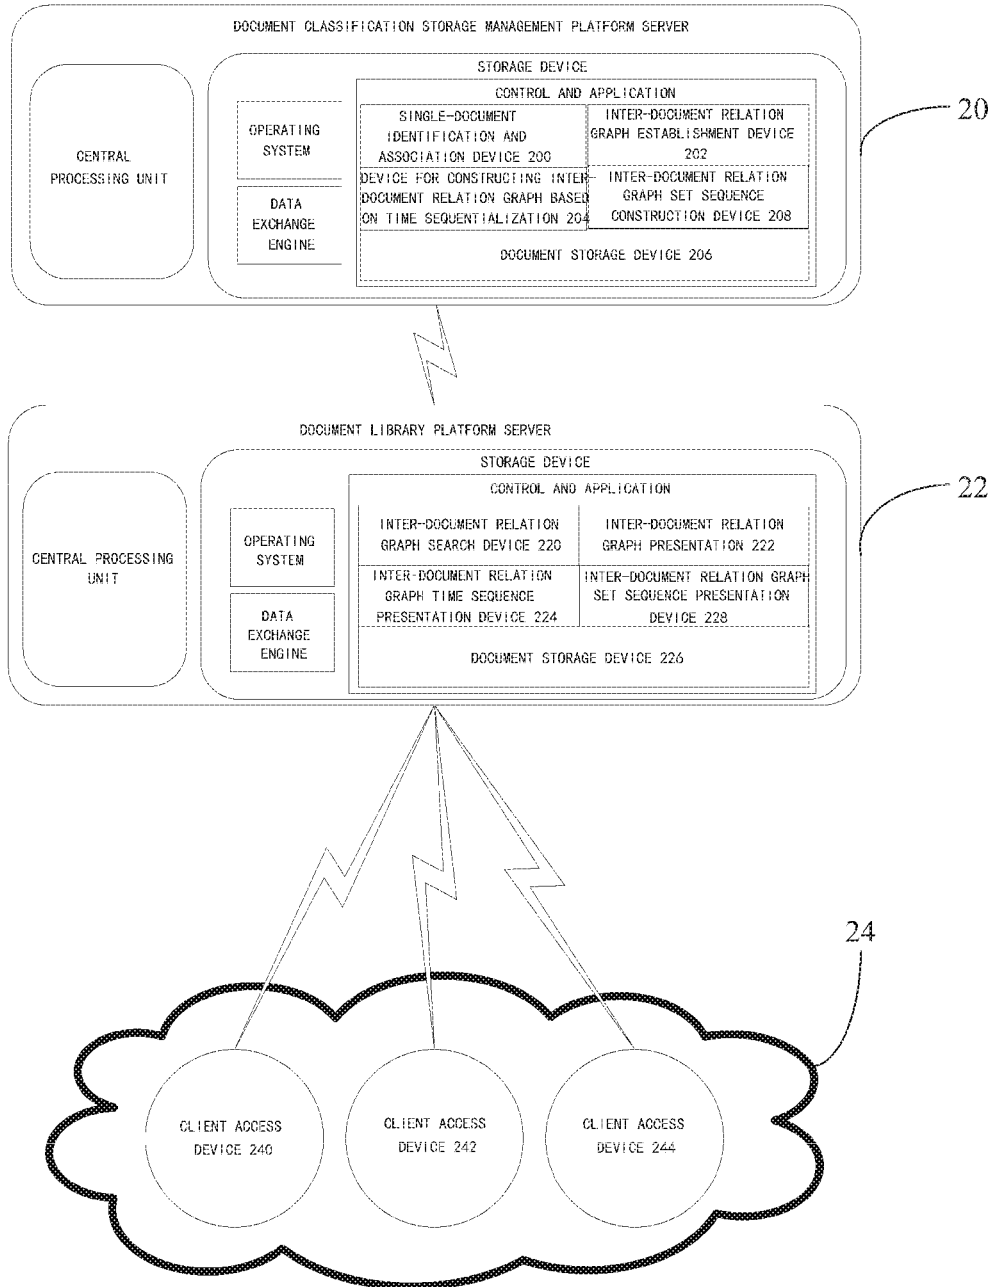 DOCUMENT CLASSIFICATION STORAGE MANAGEMENT PLATFORM SERVER
20
CENTRAL
PROCESSING UNIT
STORAGE DEVICE
OPERATING
SYSTEM
DATA
EXCHANGE
ENGINE
CONTROL AND APPLICATION
SINGLE-DOCUMENT
IDENTIFICATION AND
ASSOCIATION DEVICE 200
INTER-DOCUMENT RELATION
GRAPH ESTABLISHMENT DEVICE
202
DEVICE FOR CONSTRUCTING INTER-
DOCUMENT RELATION GRAPH BASED
ON TIME SEQUENTIALIZATION 204
INTER-DOCUMENT RELATION
GRAPH SET SEQUENCE
CONSTRUCTION DEVICE 208
DOCUMENT STORAGE DEVICE 206
DOCUMENT LIBRARY PLATFORM SERVER
22
CENTRAL PROCESSING
UNIT
STORAGE DEVICE
OPERATING
SYSTEM
DATA
EXCHANGE
ENGINE
CONTROL AND APPLICATION
INTER-DOCUMENT RELATION
GRAPH SEARCH DEVICE 220
INTER-DOCUMENT RELATION
GRAPH PRESENTATION 222
INTER-DOCUMENT RELATION
GRAPH TIME SEQUENCE
PRESENTATION DEVICE 224
INTER-DOCUMENT RELATION GRAPH
SET SEQUENCE PRESENTATION
DEVICE 228
DOCUMENT STORAGE DEVICE 226
24
CLIENT ACCESS
DEVICE 240
CLIENT ACCESS
DEVICE 242
CLIENT ACCESS
DEVICE 244